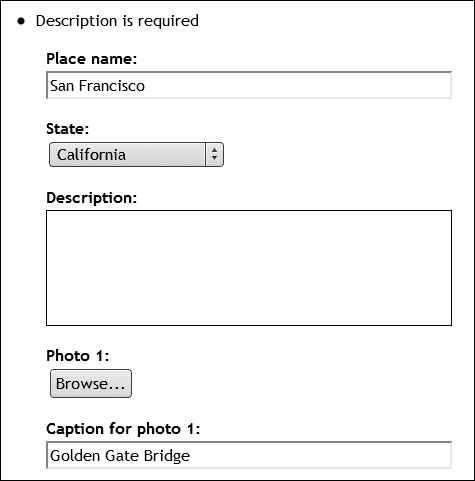 Description is required
Place name:
San Francisco
State:
California
Description:
Photo 1:
Browse...
Caption for photo 1:
Golden Gate Bridge